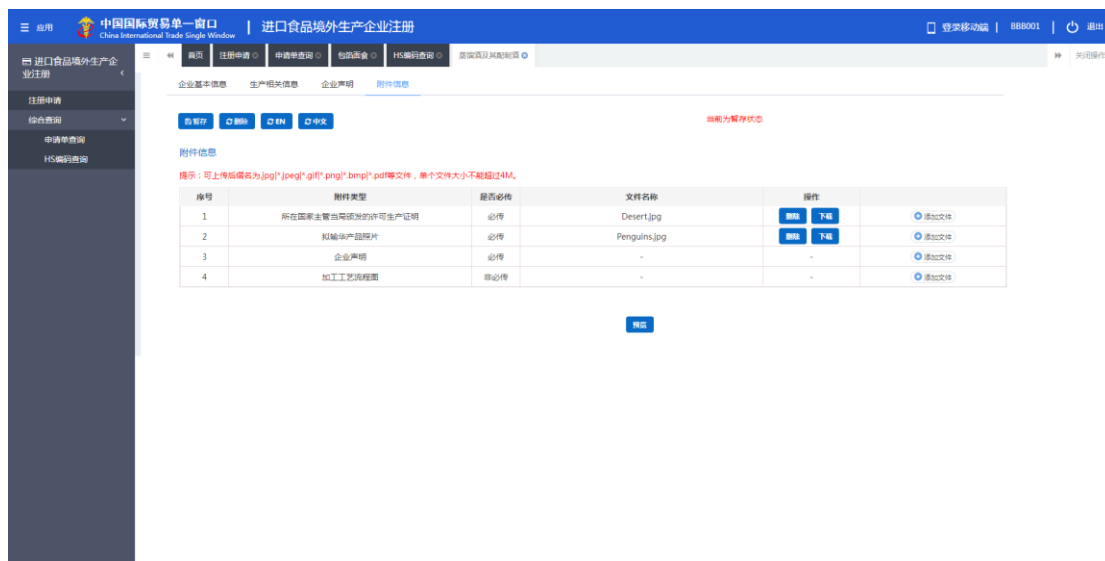 应用 中国国际贸易单一窗口 进口食品境外生产企业注册 登录移动端 | BBB001 | 退出
China International Trade Single Window
进口食品境外生产企业注册
首页 注册申请 申请单查询 包馅面食 HS编码查询 蒸馏酒及其配制酒 关闭操作
企业基本信息 生产相关信息 企业声明 附件信息
注册申请
综合查询
申请单查询
HS编码查询
暂存 删除 EN 中文 当前为暂存状态
附件信息
提示：可上传后缀名为.jpg|*.jpeg|*.gif|*.png|*.bmp|*.pdf等文件，单个文件大小不能超过4M。
序号 附件类型 是否必传 文件名称 操作
1 所在国家主管当局颁发的许可生产证明 必传 Desert.jpg 删除 下载 添加文件
2 拟输华产品照片 必传 Penguins.jpg 删除 下载 添加文件
3 企业声明 必传 - - 添加文件
4 加工工艺流程图 非必传 - - 添加文件
预览